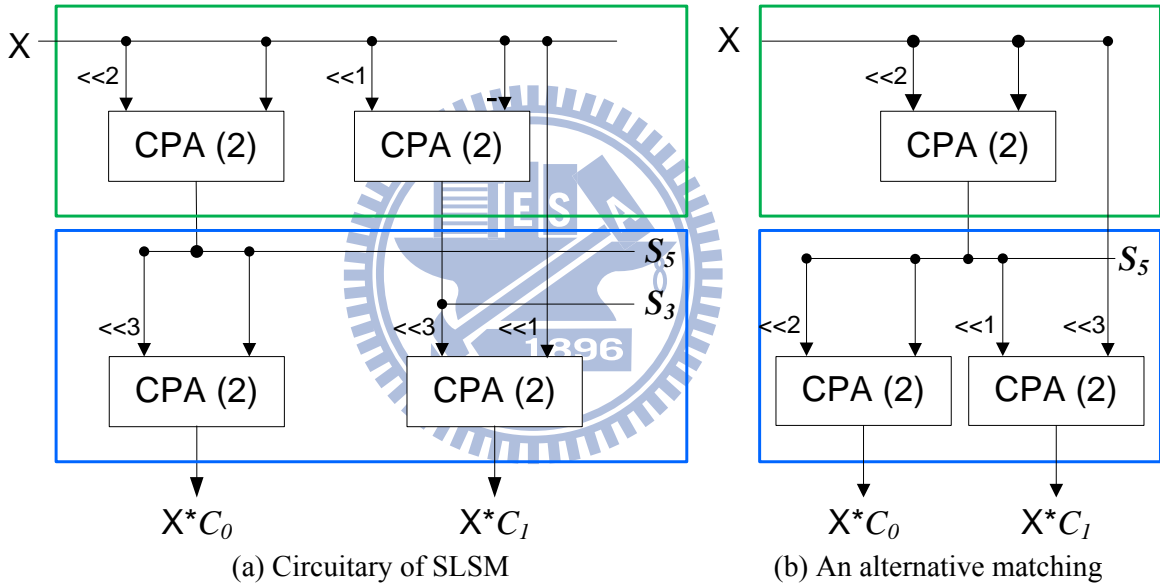 X
<<2
<<1
-
CPA (2)
CPA (2)
E S A
S5
S3
<<3
<<3
<<1
1896
CPA (2)
CPA (2)
X*C0
X*C1
(a) Circuitary of SLSM
X
<<2
CPA (2)
S5
<<2
<<1
<<3
CPA (2)
CPA (2)
X*C0
X*C1
(b) An alternative matching